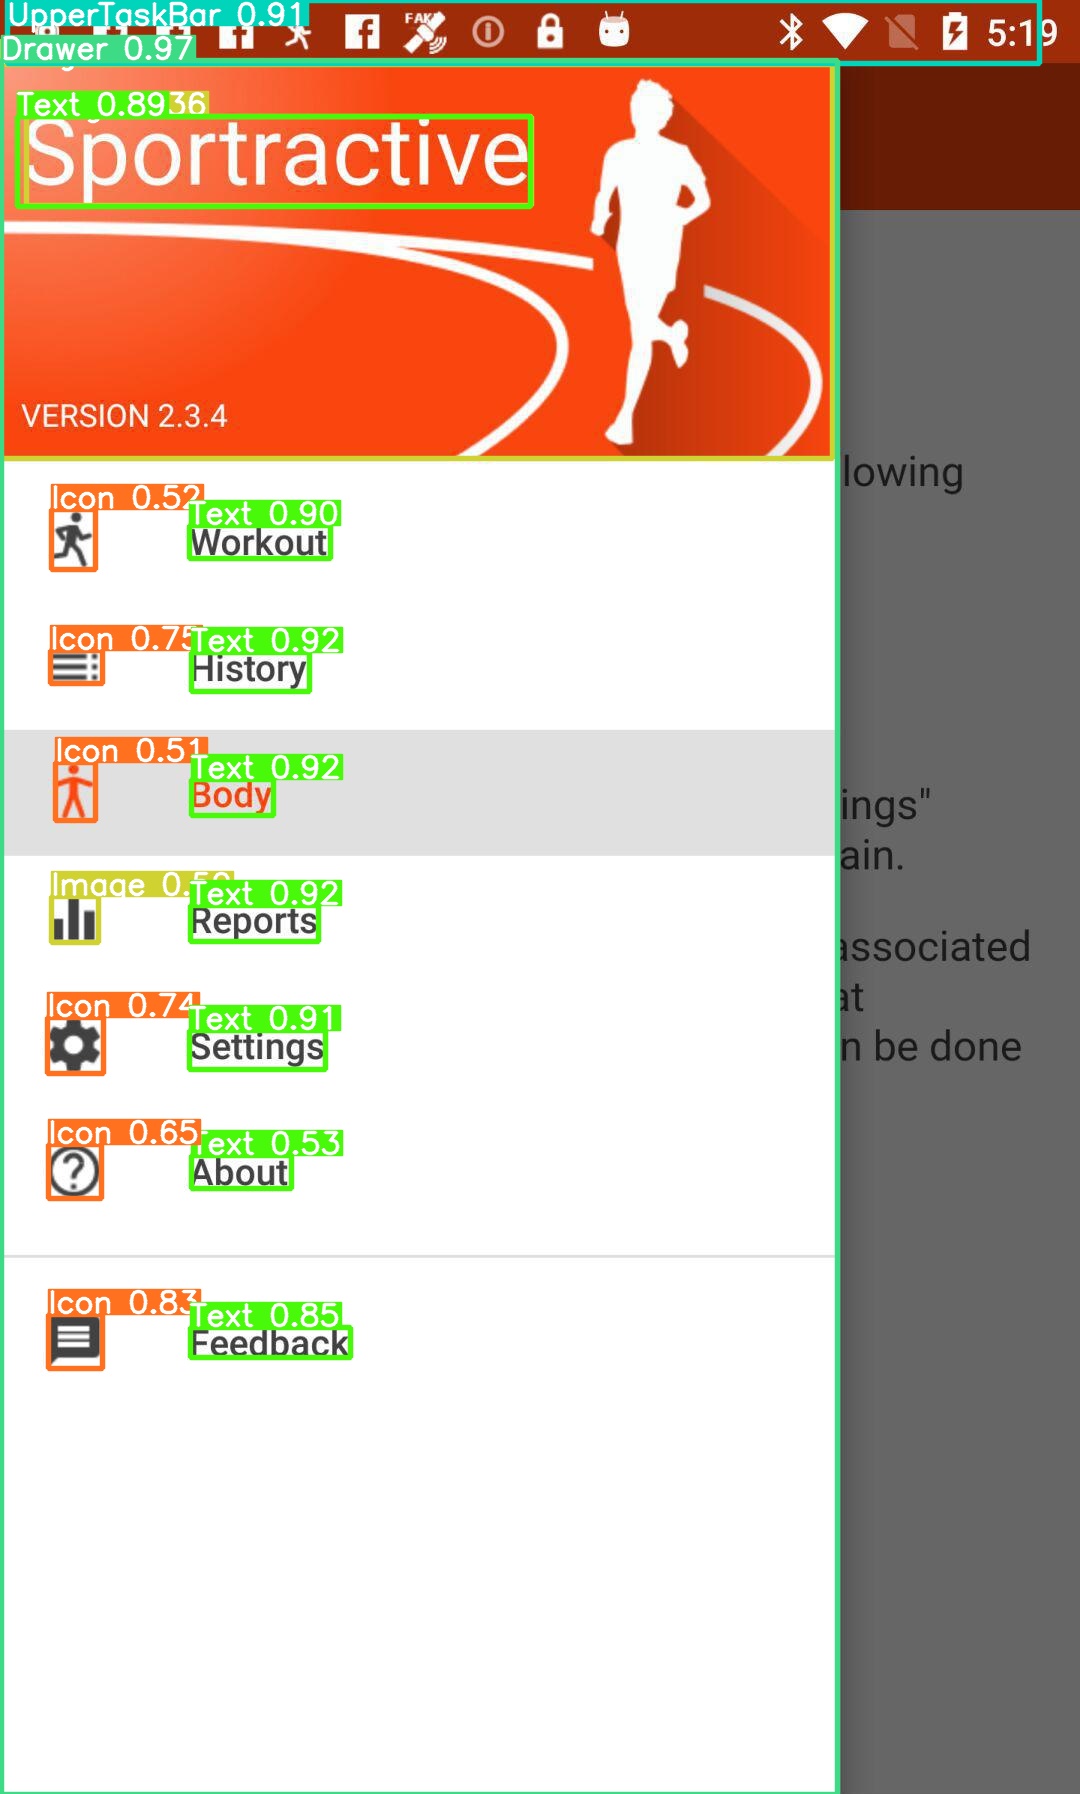 UpperTaskBar 0.91
FAKE
5:19
Drawer 0.97
Text 0.89 36
Sportractive
VERSION 2.3.4
lowing
Icon 0.52
Text 0.90
Workout
Icon 0.75
Text 0.92
History
Icon 0.51
Text 0.92
Body
ings"
ain.
Image
Text 0.92
Reports
associated
at
Icon 0.74
Text 0.91
Settings
n be done
Icon 0.65
Text 0.53
About
Icon 0.83
Text 0.85
Feedback